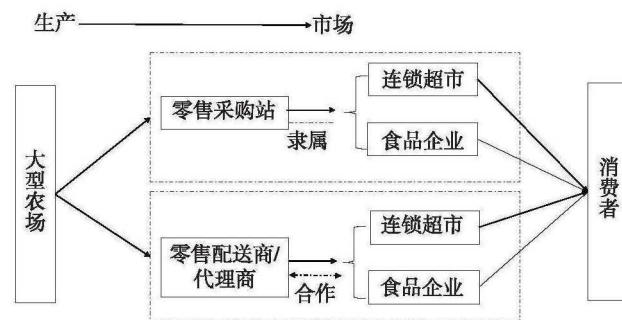 生产
市场
大型农场
零售采购站
隶属
连锁超市
食品企业
零售配送商/
代理商
合作
连锁超市
食品企业
消费者